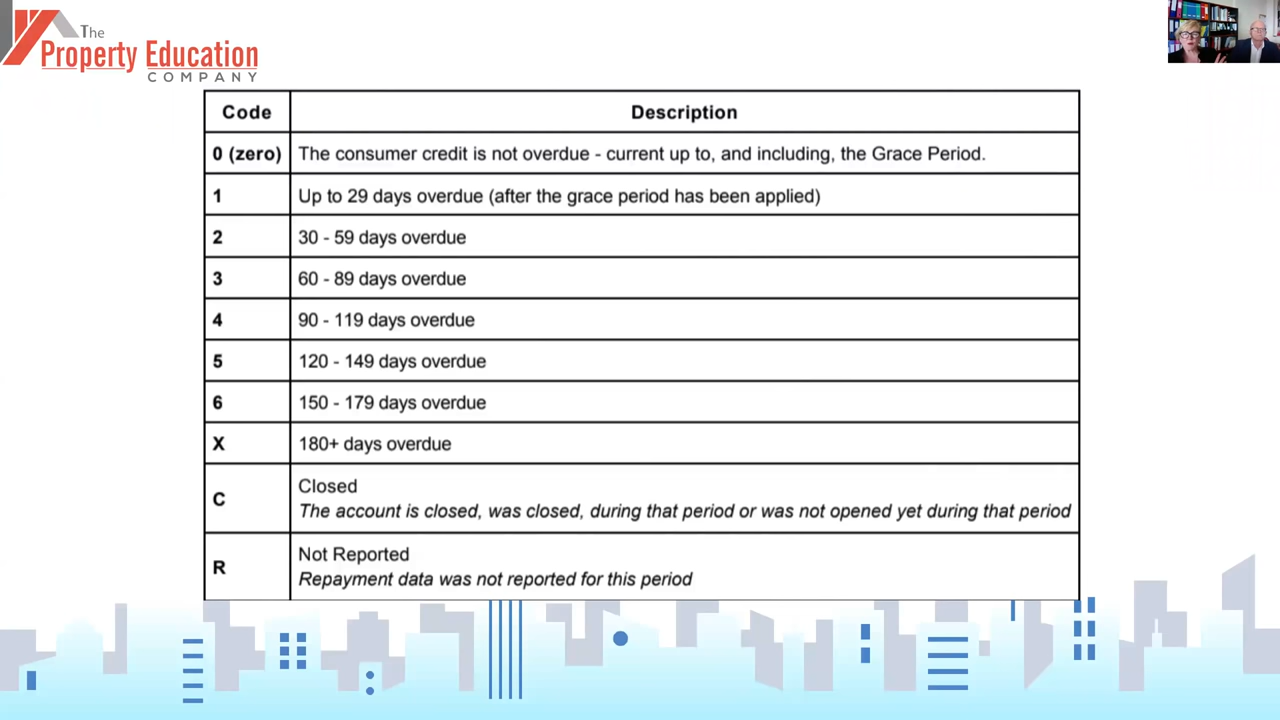 The
Property Education
COMPANY
Code Description
0 (zero) The consumer credit is not overdue - current up to, and including, the Grace Period.
1 Up to 29 days overdue (after the grace period has been applied)
2 30 - 59 days overdue
3 60 - 89 days overdue
4 90 - 119 days overdue
5 120 - 149 days overdue
6 150 - 179 days overdue
X 180+ days overdue
C Closed
The account is closed, was closed, during that period or was not opened yet during that period
R Not Reported
Repayment data was not reported for this period